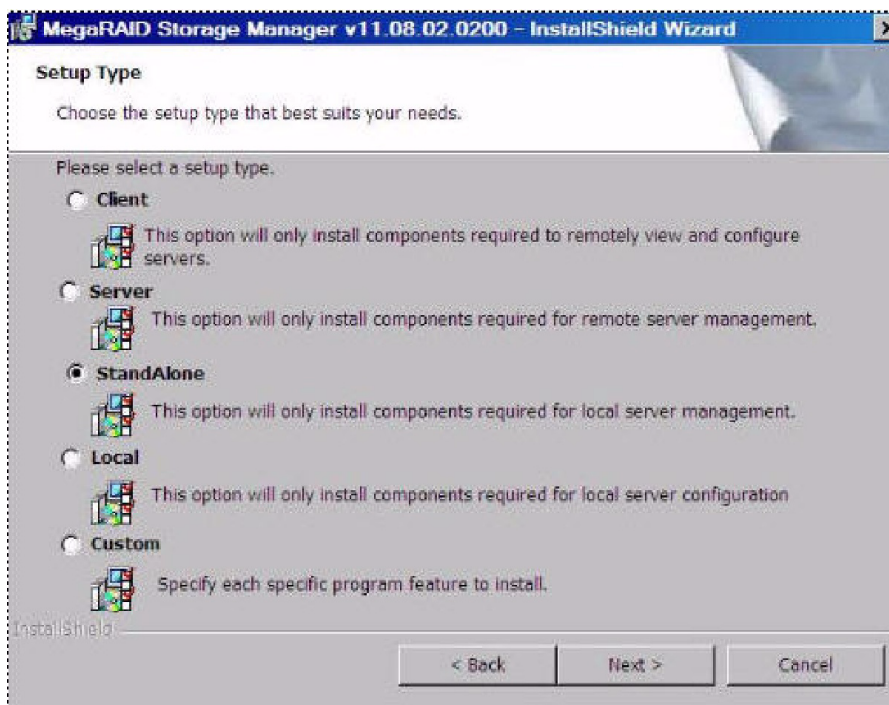 MegaRAID Storage Manager v11.08.02.0200 - InstallShield Wizard
Setup Type
Choose the setup type that best suits your needs.
Please select a setup type.
Client
This option will only install components required to remotely view and configure
servers.
Server
This option will only install components required for remote server management.
StandAlone
This option will only install components required for local server management.
Local
This option will only install components required for local server configuration
Custom
Specify each specific program feature to install.
InstallShield
< Back
Next >
Cancel